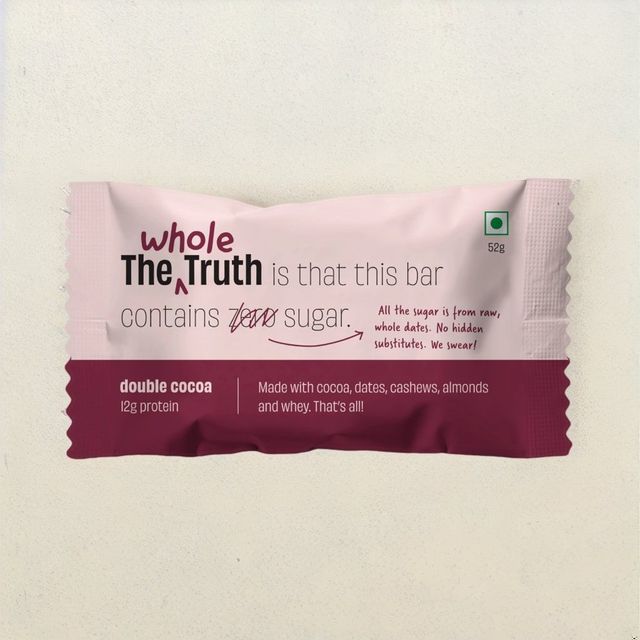 whole
The Truth is that this bar
contains zero sugar.
All the sugar is from raw,
whole dates. No hidden
substitutes. We swear!
52g
double cocoa
12g protein
Made with cocoa, dates, cashews, almonds
and whey. That's all!